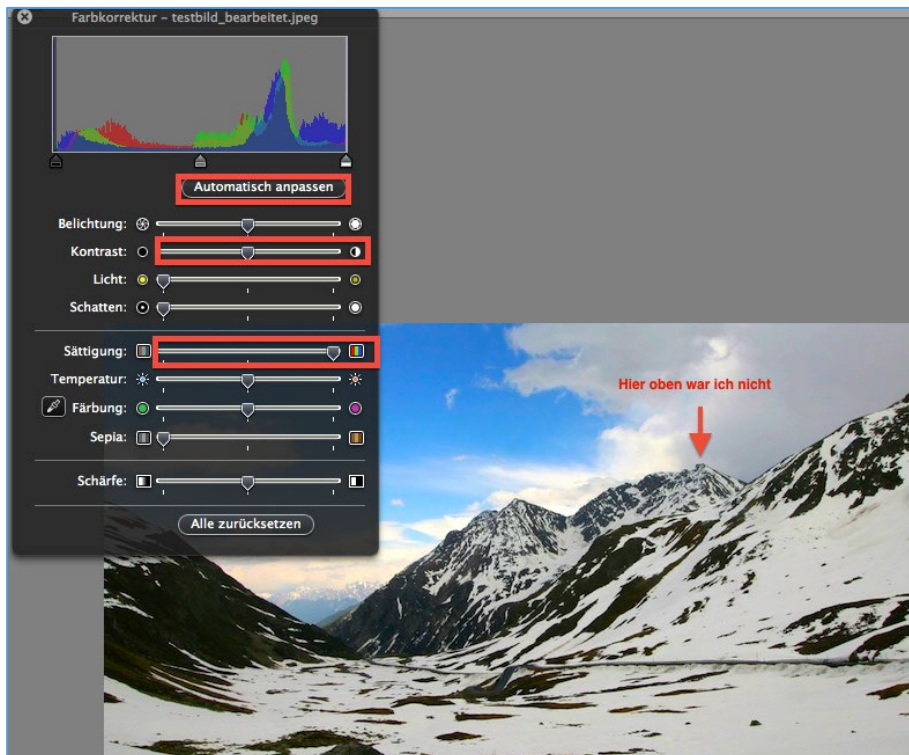 Farbkorrektur – testbild_bearbeitet.jpeg
Automatisch anpassen
Belichtung:
Kontrast:
Licht:
Schatten:
Sättigung:
Temperatur:
Färbung:
Sepia:
Schärfe:
Alle zurücksetzen
Hier oben war ich nicht